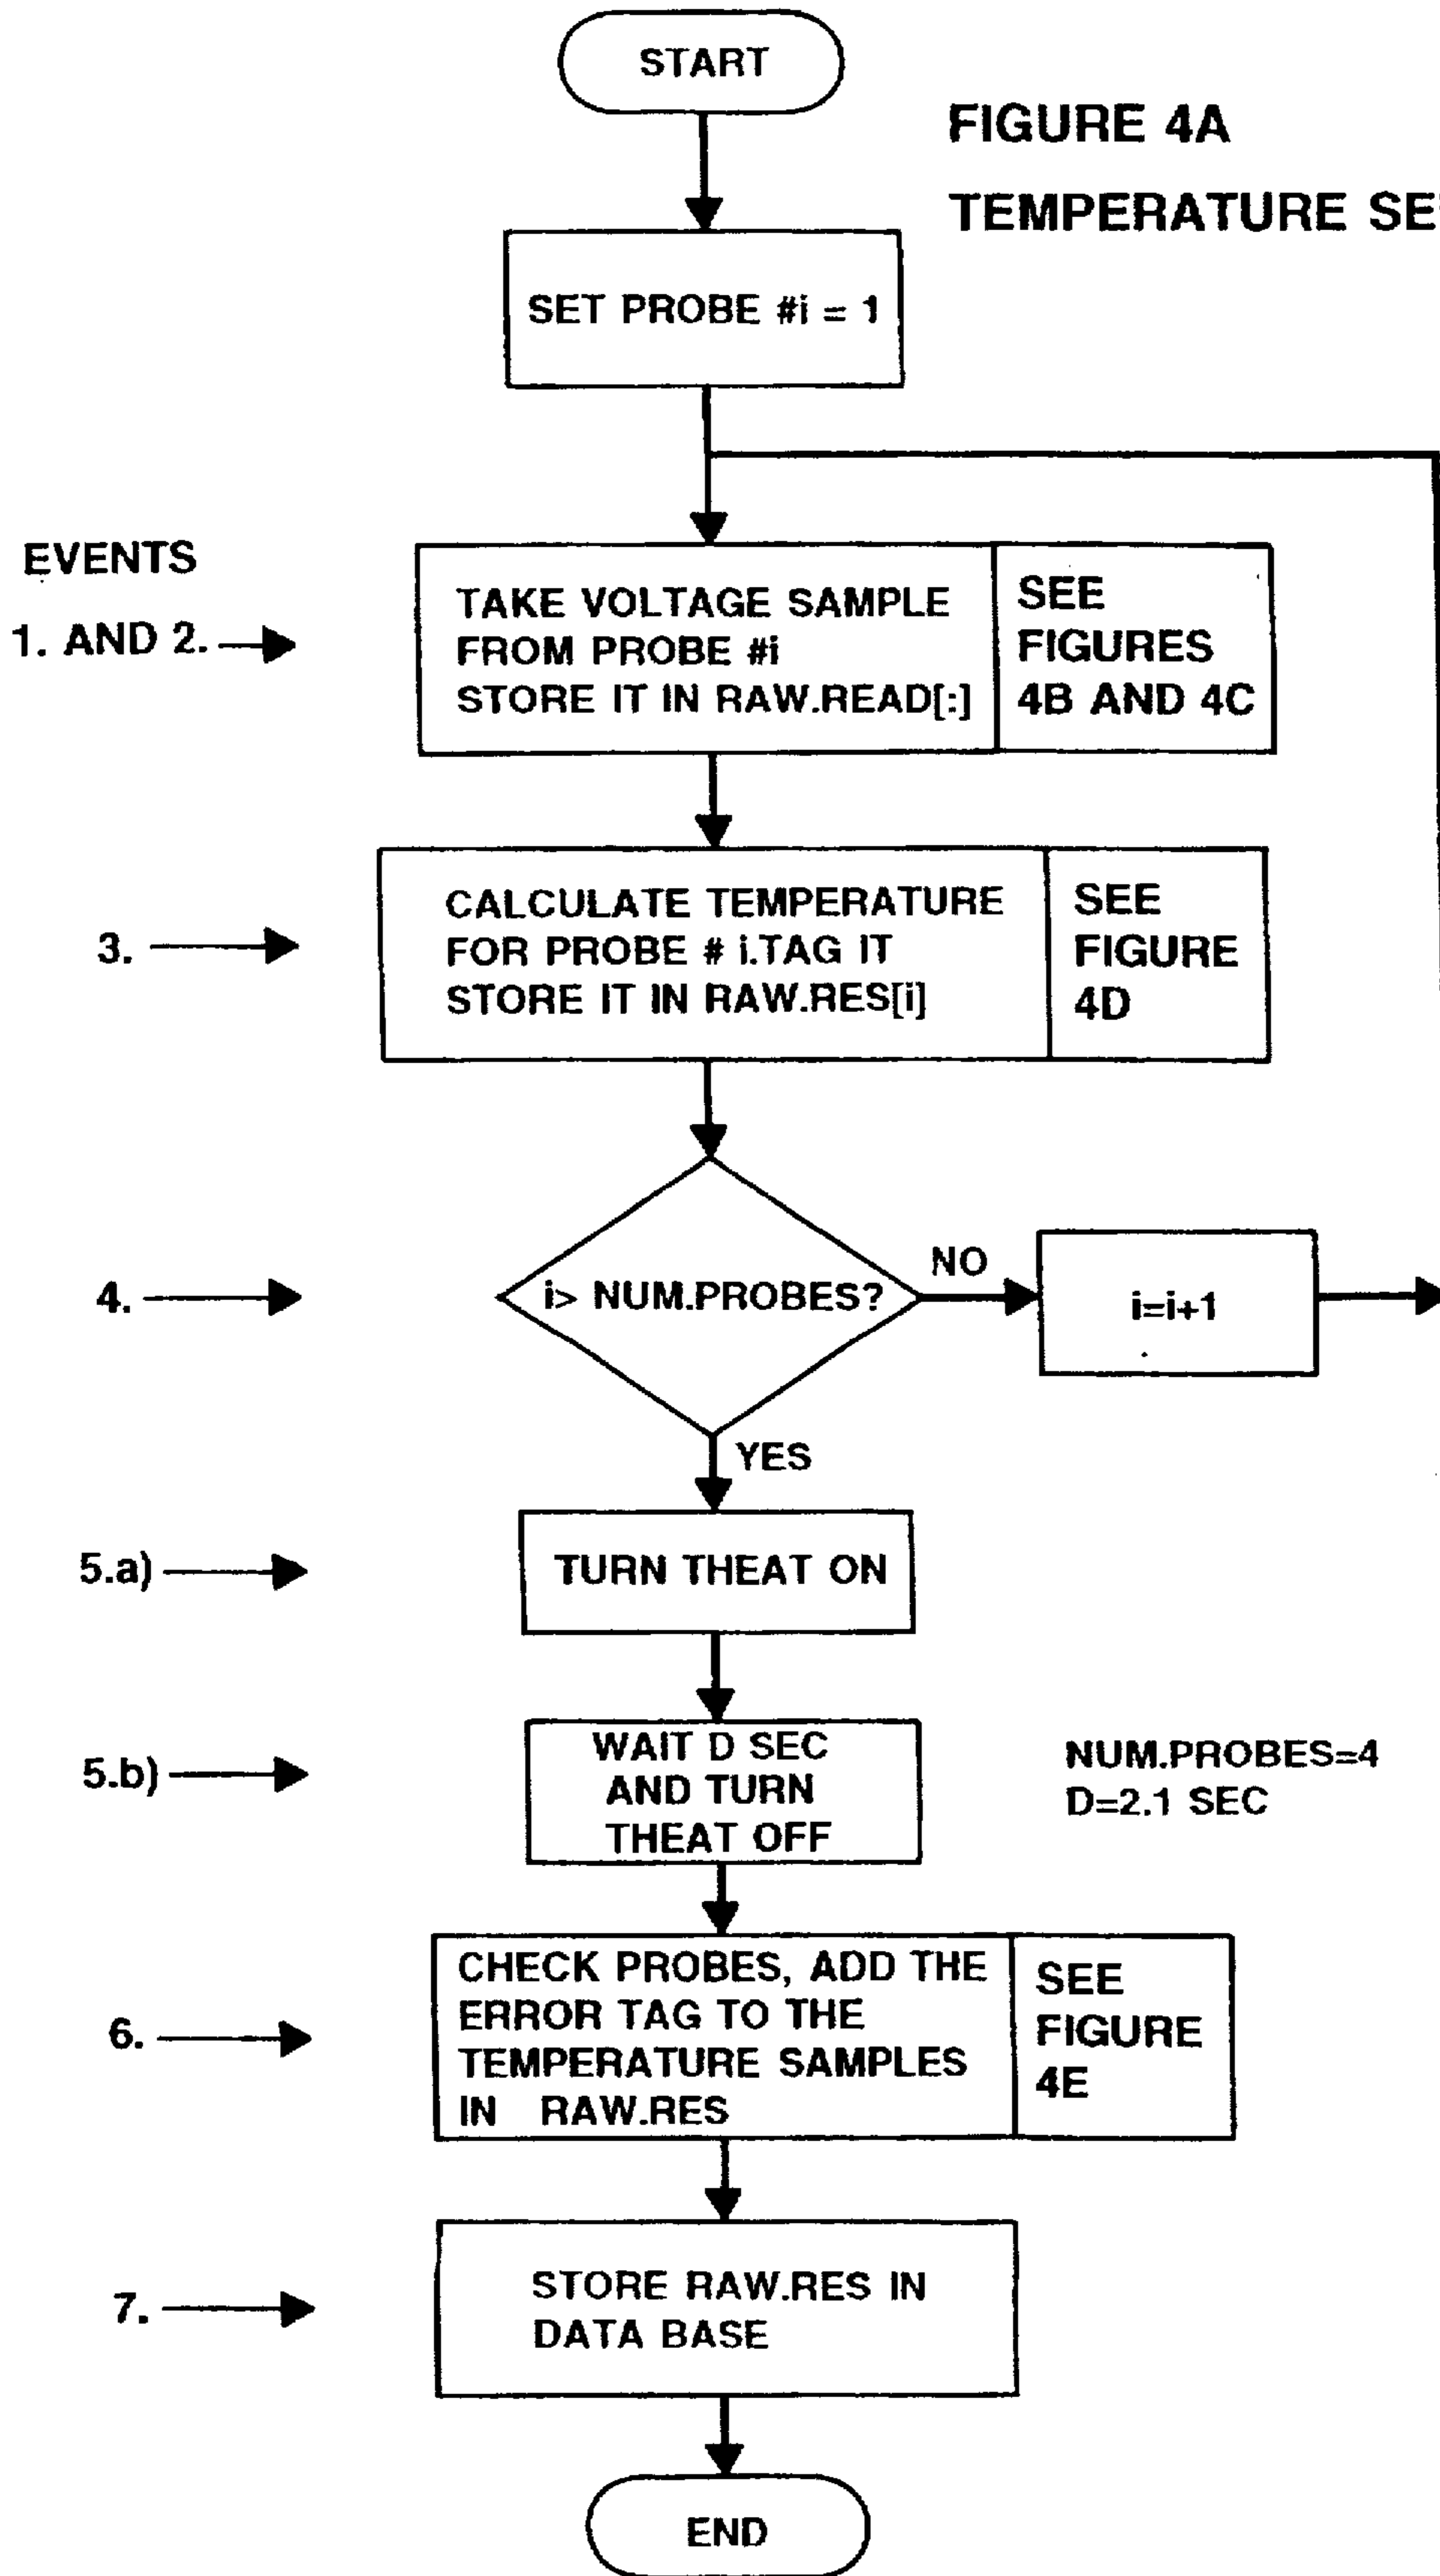 START
FIGURE 4A
TEMPERATURE
SET PROBE #i = 1
EVENTS
1. AND 2.
TAKE VOLTAGE SAMPLE
FROM PROBE #i
STORE IT IN RAW.READ[:]
SEE
FIGURES
4B AND 4C
3.
CALCULATE TEMPERATURE
FOR PROBE # i.TAG IT
STORE IT IN RAW.RES[i]
SEE
FIGURE
4D
4.
i> NUM.PROBES?
NO
i=i+1
YES
5.a)
TURN THEAT ON
5.b)
WAIT D SEC
AND TURN
THEAT OFF
NUM.PROBES=4
D=2.1 SEC
6.
CHECK PROBES, ADD THE
ERROR TAG TO THE
TEMPERATURE SAMPLES
IN RAW.RES
SEE
FIGURE
4E
7.
STORE RAW.RES IN
DATA BASE
END